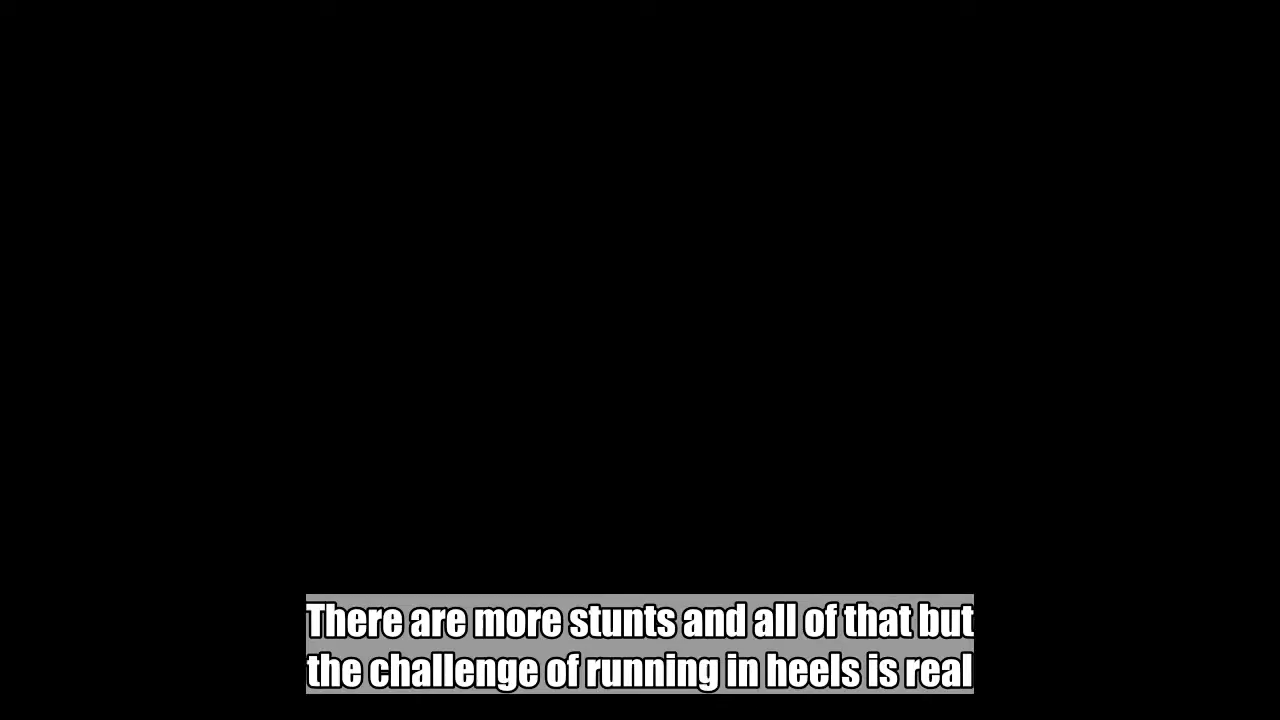 There are more stunts and all of that but
the challenge of running in heels is real